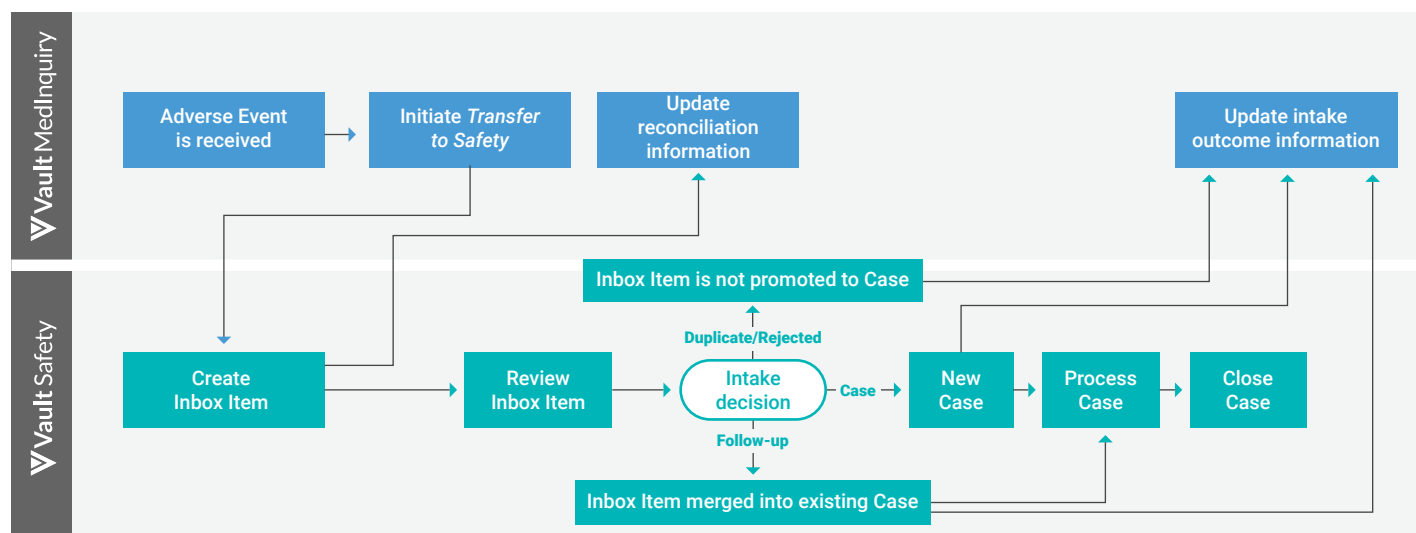 Vault MedInquiry
Adverse Event
is received
Initiate Transfer
to Safety
Update
reconciliation
information
Update intake
outcome information
Vault Safety
Inbox Item is not promoted to Case
Duplicate/Rejected
Create
Inbox Item
Review
Inbox Item
Intake
decision
Case
New
Case
Process
Case
Close
Case
Follow-up
Inbox Item merged into existing Case